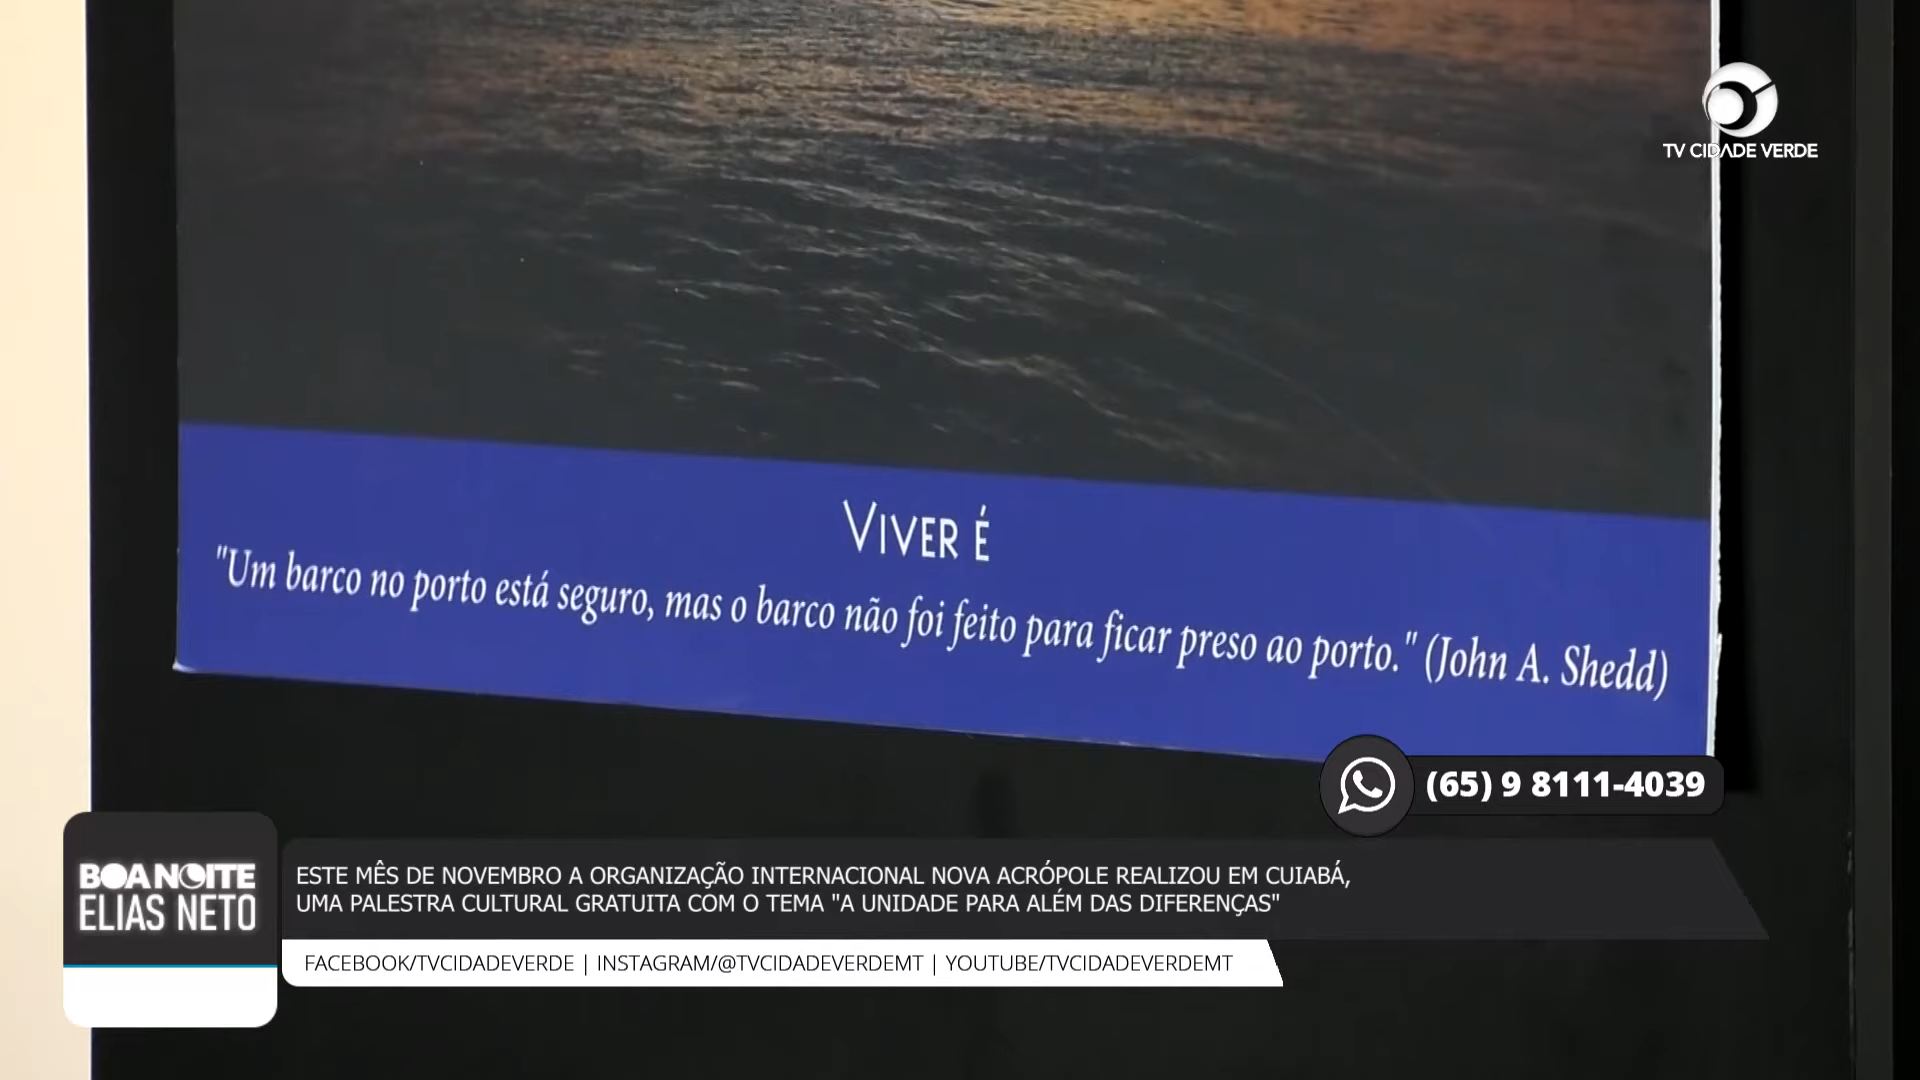 TV CIDADE VERDE
VIVER É
"Um barco no porto está seguro, mas o barco não foi feito para ficar preso ao porto." (John A. Shedd)
(65) 9 8111-4039
BOA NOITE
ELIAS NETO
ESTE MÊS DE NOVEMBRO A ORGANIZAÇÃO INTERNACIONAL NOVA ACRÓPOLE REALIZOU EM CUIABÁ,
UMA PALESTRA CULTURAL GRATUITA COM O TEMA "A UNIDADE PARA ALÉM DAS DIFERENÇAS"
FACEBOOK/TVCIDADEVERDE | INSTAGRAM/@TVCIDADEVERDEMT | YOUTUBE/TVCIDADEVERDEMT